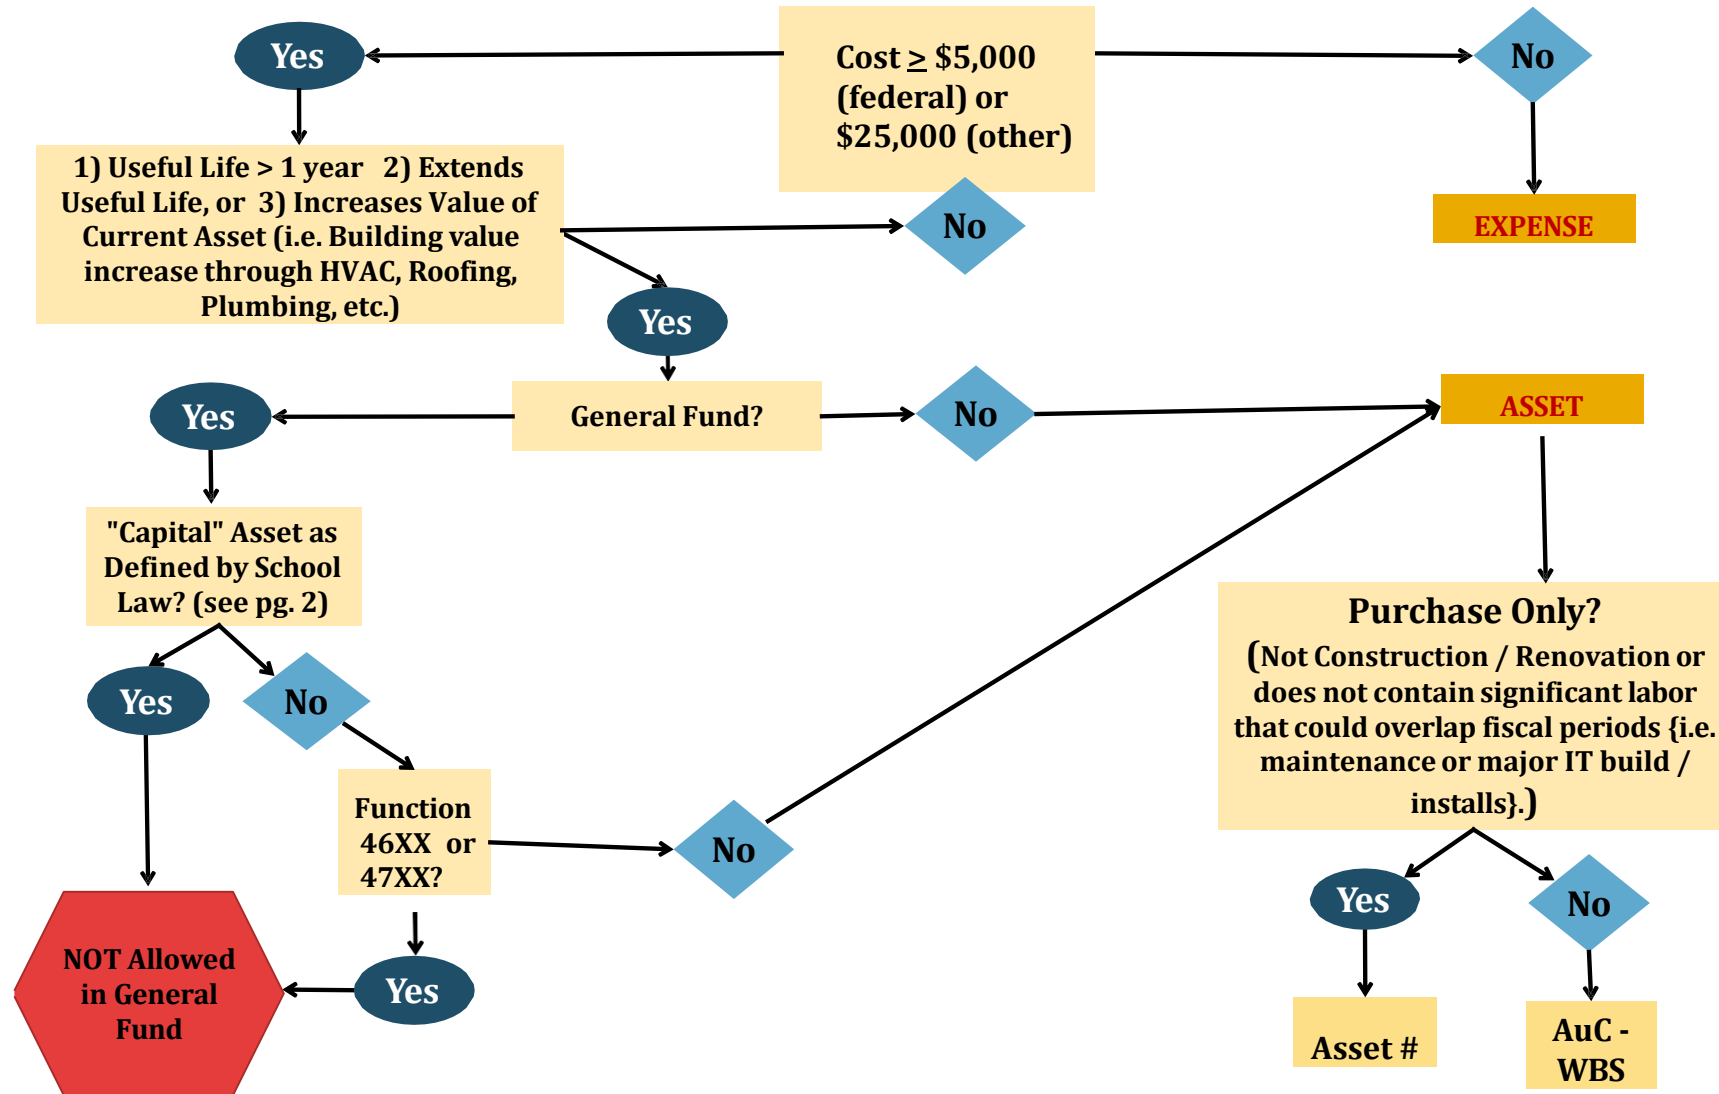 Yes
Cost ≥ $5,000
(federal) or
$25,000 (other)
No
1) Useful Life > 1 year 2) Extends
Useful Life, or 3) Increases Value of
Current Asset (i.e. Building value
increase through HVAC, Roofing,
Plumbing, etc.)
No
EXPENSE
Yes
Yes
General Fund?
No
ASSET
"Capital" Asset as
Defined by School
Law? (see pg. 2)
Purchase Only?
(Not Construction / Renovation or
does not contain significant labor
that could overlap fiscal periods {i.e.
maintenance or major IT build /
installs}.)
Yes
No
Function
46XX or
47XX?
No
Yes
No
NOT Allowed
in General
Fund
Yes
Asset #
AuC -
WBS